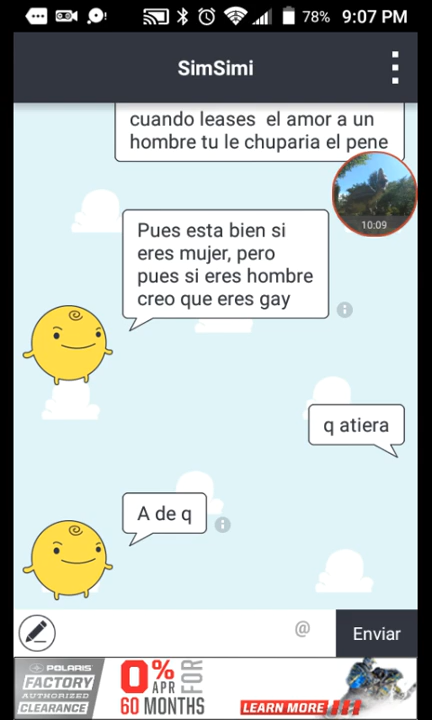 78% 9:07 PM
SimSimi
cuando leases el amor a un
hombre tu le chuparia el pene
10:09
Pues esta bien si
eres mujer, pero
pues si eres hombre
creo que eres gay
q atiera
A de q
@
Enviar
POLARIS
FACTORY
AUTHORIZED
CLEARANCE
0%
APR
FOR
60 MONTHS
LEARN MORE